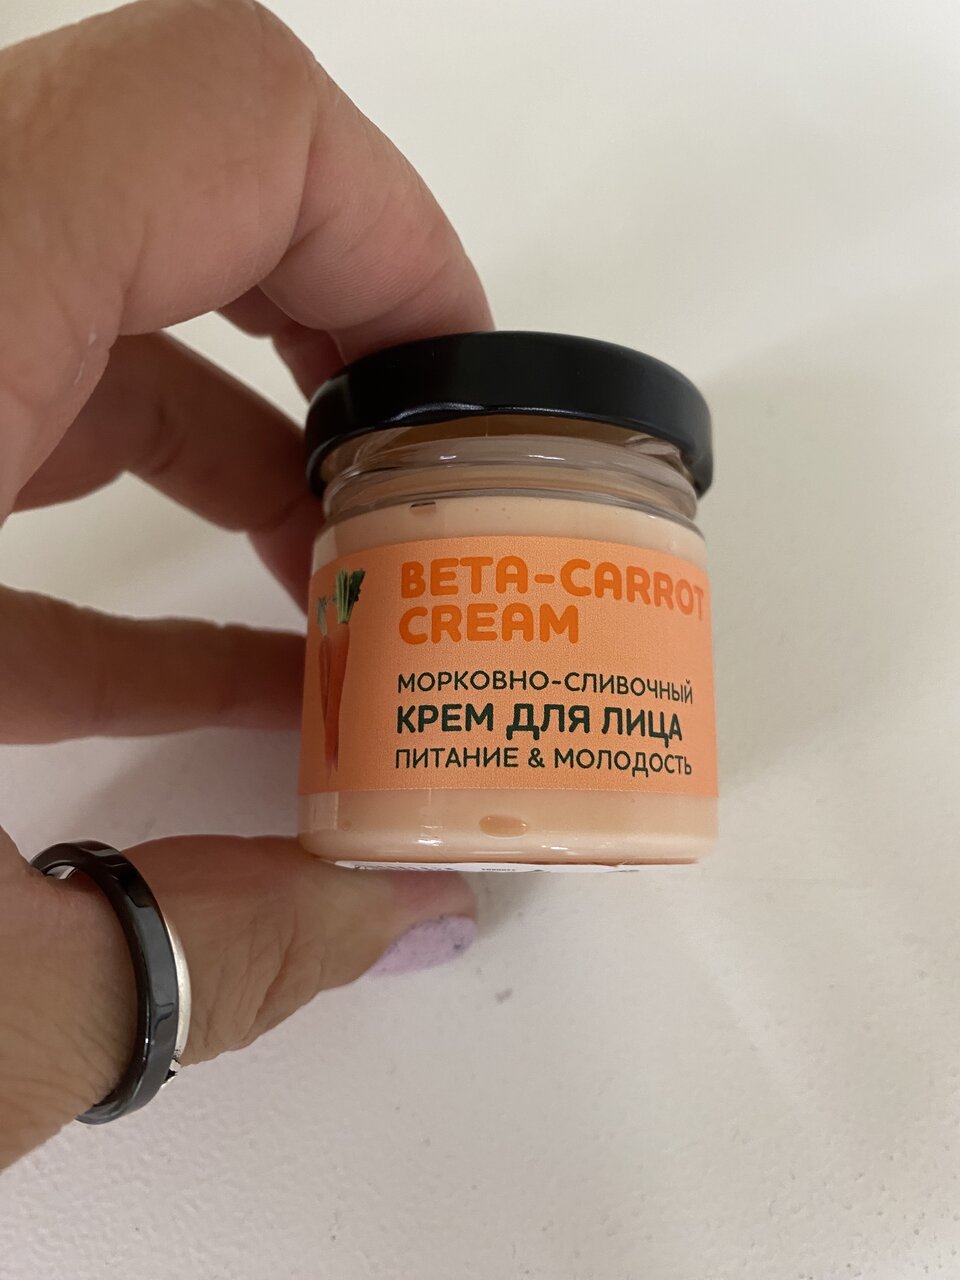 BETA-CARROT
CREAM
МОРКОВНО-СЛИВОЧНЫЙ
КРЕМ ДЛЯ ЛИЦА
ПИТАНИЕ & МОЛОДОСТЬ